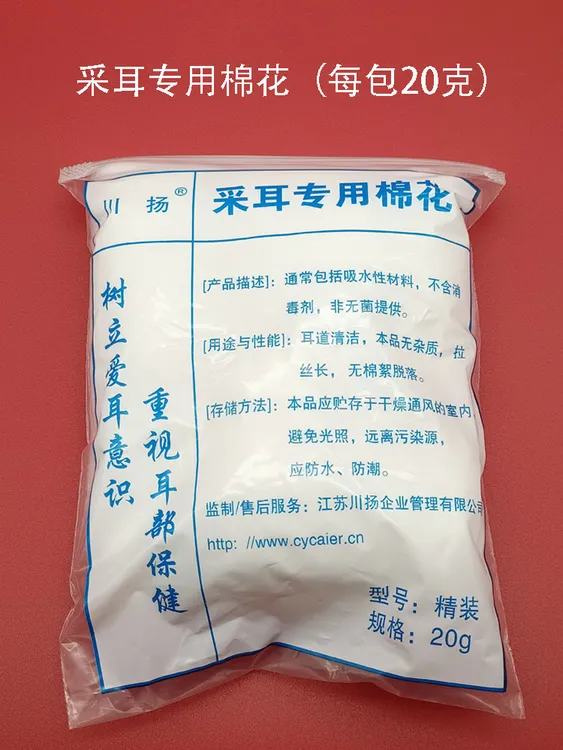 采耳专用棉花（每包20克）
川 扬®
采耳专用棉花
树立爱耳意识
重视耳部保健
[产品描述]：通常包括吸水性材料，不含消
毒剂，非无菌提供。
[用途与性能]：耳道清洁，本品无杂质，拉
丝长，无棉絮脱落。
[存储方法]：本品应贮存于干燥通风的室内，
避免光照，远离污染源，
应防水、防潮。
监制/售后服务：江苏川扬企业管理有限公司
http: //www.cycaier.cn
型号：精装
规格：20g